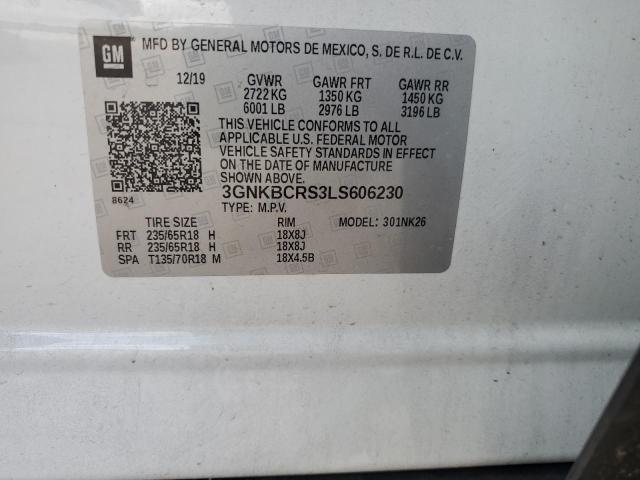 GM MFD BY GENERAL MOTORS DE MEXICO, S. DE R.L. DE C.V.
12/19 GVWR GAWR FRT GAWR RR
2722 KG 1350 KG 1450 KG
6001 LB 2976 LB 3196 LB
THIS VEHICLE CONFORMS TO ALL
APPLICABLE U.S. FEDERAL MOTOR
VEHICLE SAFETY STANDARDS IN EFFECT
ON THE DATE OF MANUFACTURE
SHOWN ABOVE.
8624 3GNKBCRS3LS606230
TYPE: M.P.V.
TIRE SIZE RIM MODEL: 301NK26
FRT 235/65R18 H 18X8J
RR 235/65R18 H 18X8J
SPA T135/70R18 M 18X4.5B